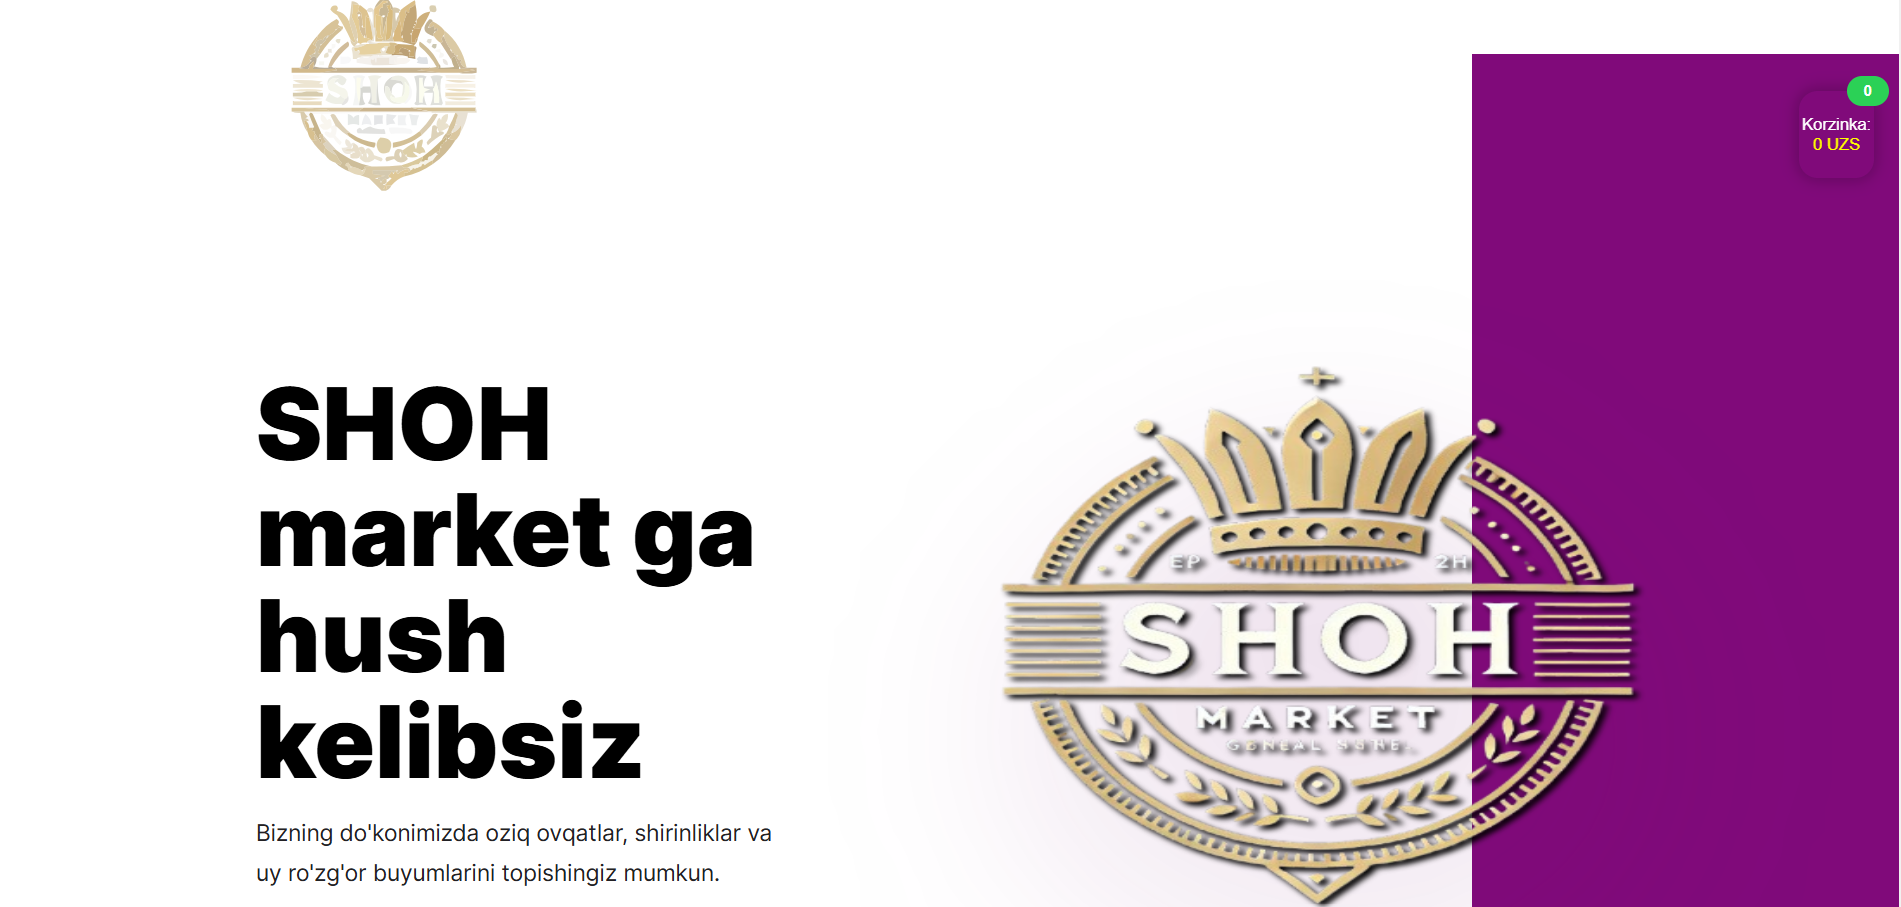 SHOH
MARKET
0
Korzinka:
0 UZS
SHOH
market ga
hush
kelibsiz
Bizning do'konimizda oziq ovqatlar, shirinliklar va
uy ro'zg'or buyumlarini topishingiz mumkun.
EP 2H
SHOH
MARKET